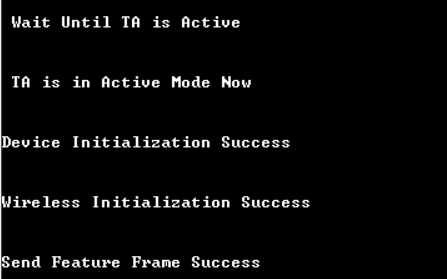 Wait Until TA is Active
TA is in Active Mode Now
Device Initialization Success
Wireless Initialization Success
Send Feature Frame Success